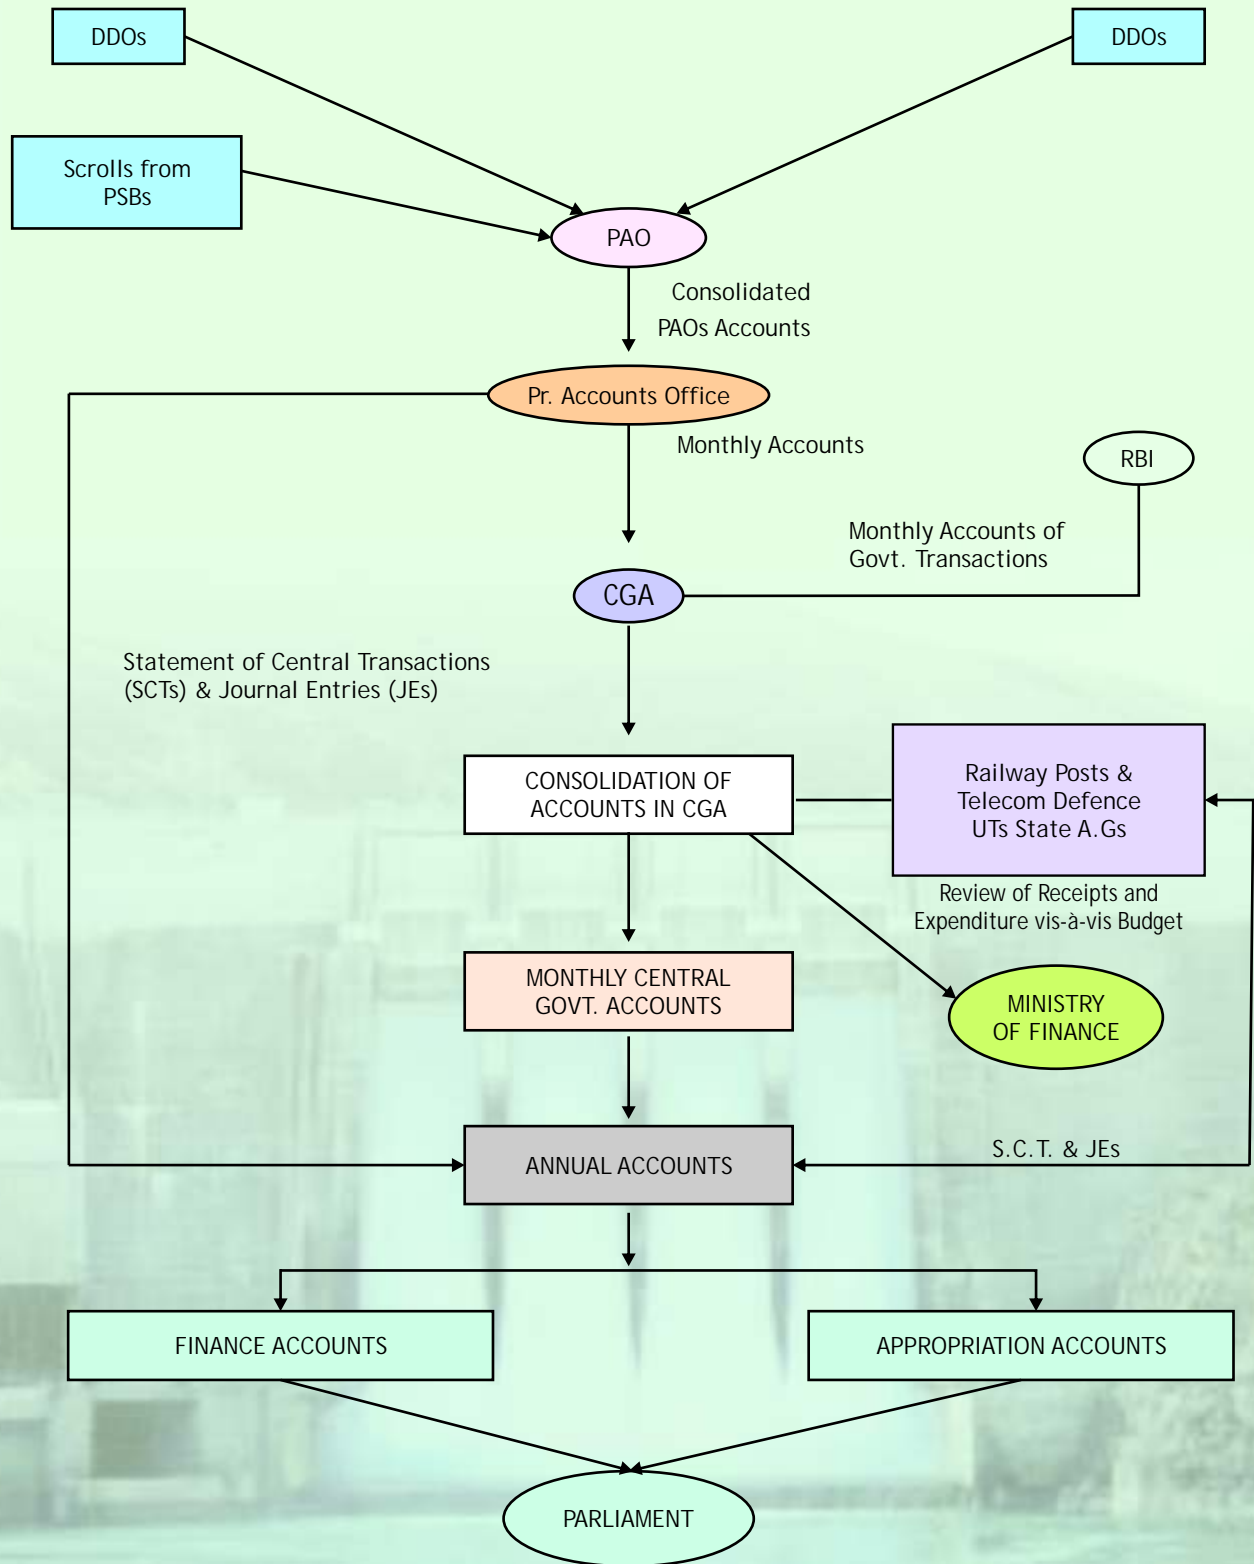 DDOs
DDOs
Scrolls from
PSBs
PAO
Consolidated
PAOs Accounts
Pr. Accounts Office
Monthly Accounts
RBI
Monthly Accounts of
Govt. Transactions
CGA
Statement of Central Transactions
(SCTs) & Journal Entries (JEs)
CONSOLIDATION OF
ACCOUNTS IN CGA
Railway Posts &
Telecom Defence
UTs State A.Gs
Review of Receipts and
Expenditure vis-à-vis Budget
MONTHLY CENTRAL
GOVT. ACCOUNTS
MINISTRY
OF FINANCE
ANNUAL ACCOUNTS
S.C.T. & JEs
FINANCE ACCOUNTS
APPROPRIATION ACCOUNTS
PARLIAMENT